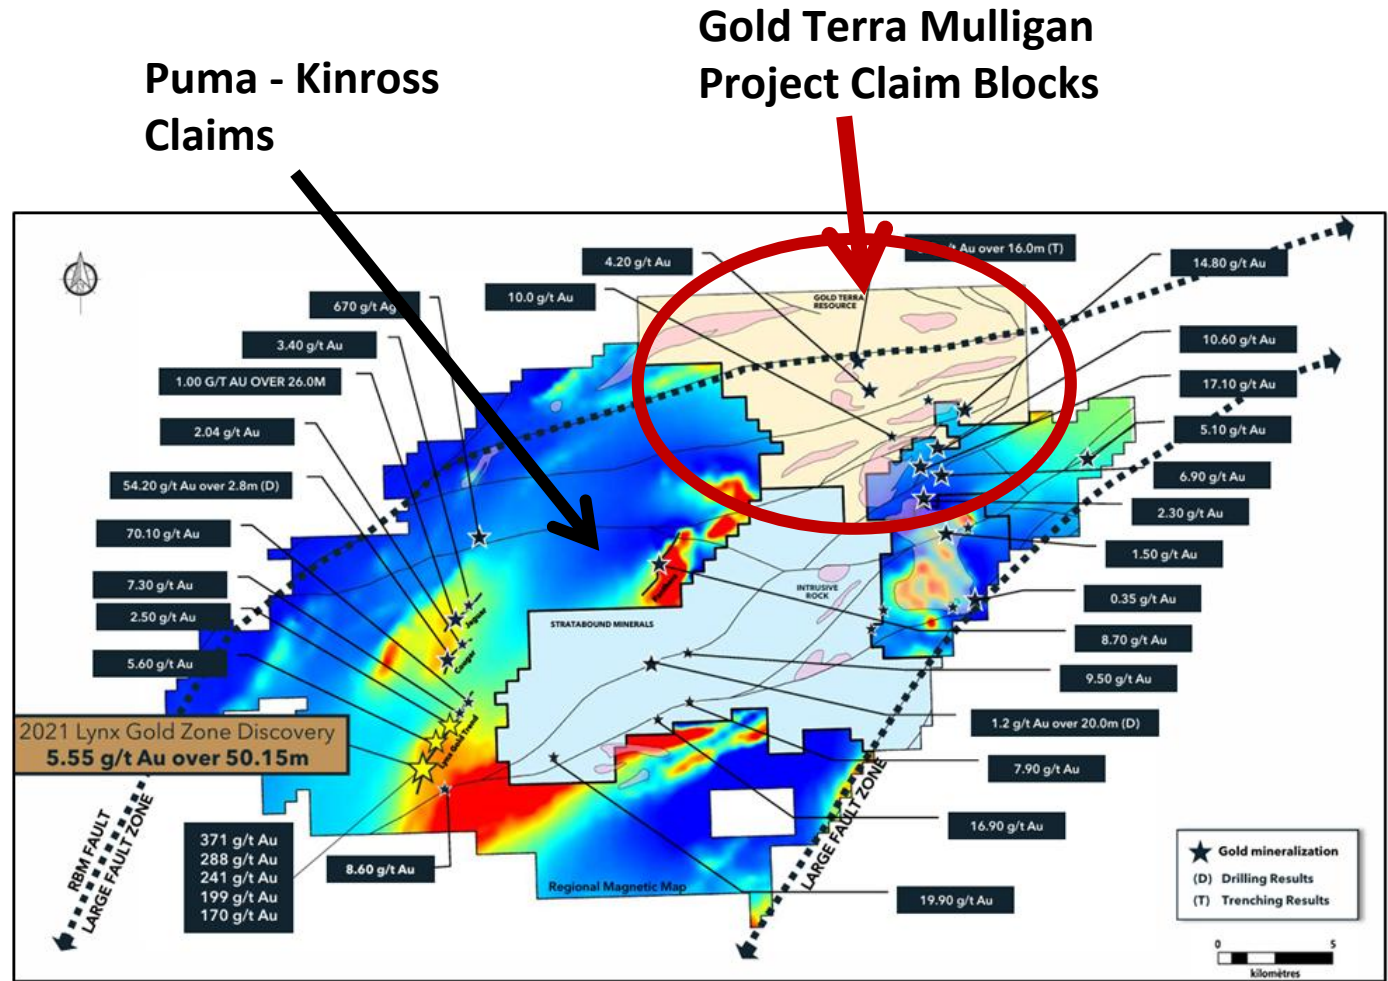 Gold Terra Mulligan
Project Claim Blocks
Puma - Kinross
Claims
4.20 g/t Au
g/t Au over 16.0m (T)
14.80 g/t Au
10.0 g/t Au
GOLD TERRA
RESOURCE
670 g/t Ag
3.40 g/t Au
10.60 g/t Au
1.00 G/T AU OVER 26.0M
17.10 g/t Au
2.04 g/t Au
5.10 g/t Au
54.20 g/t Au over 2.8m (D)
6.90 g/t Au
2.30 g/t Au
70.10 g/t Au
1.50 g/t Au
7.30 g/t Au
INTRUSIVE
ROCK
0.35 g/t Au
2.50 g/t Au
Jaguar
STRATABOUND MINERALS
8.70 g/t Au
5.60 g/t Au
Cougar
9.50 g/t Au
2021 Lynx Gold Zone Discovery
5.55 g/t Au over 50.15m
Lynx Gold Trend
1.2 g/t Au over 20.0m (D)
7.90 g/t Au
RBM FAULT
LARGE FAULT ZONE
LARGE FAULT ZONE
371 g/t Au
288 g/t Au
241 g/t Au
199 g/t Au
170 g/t Au
8.60 g/t Au
16.90 g/t Au
Regional Magnetic Map
19.90 g/t Au
Gold mineralization
(D) Drilling Results
(T) Trenching Results
0 5
kilomètres